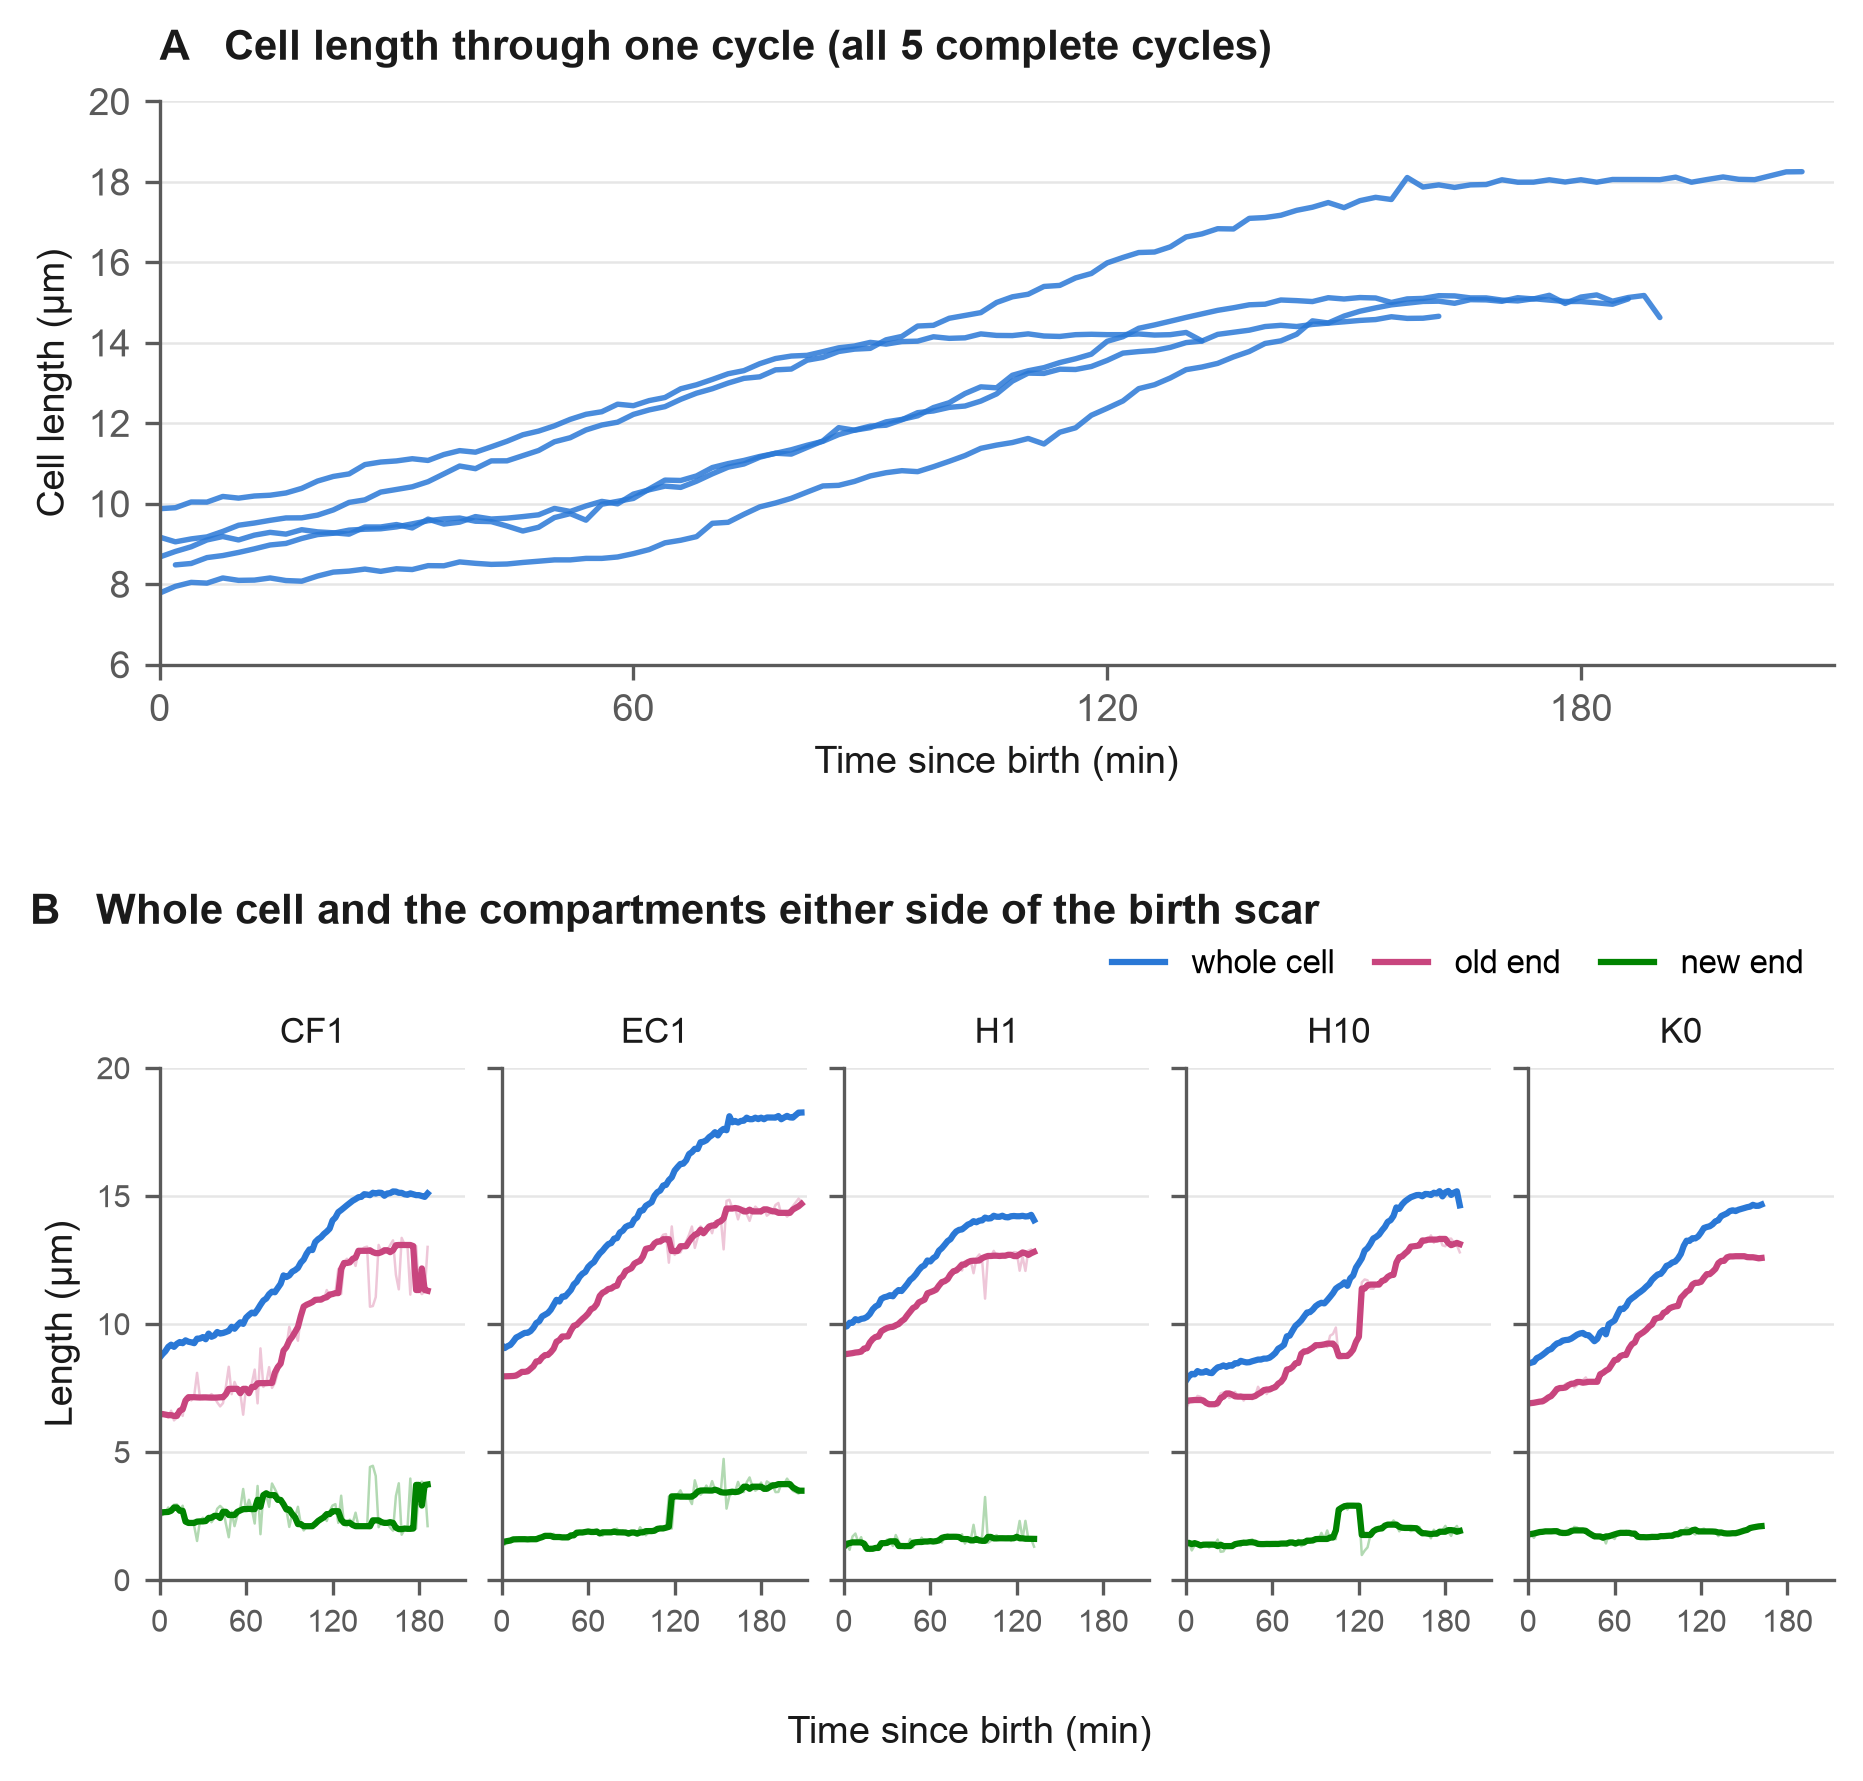 A Cell length through one cycle (all 5 complete cycles)
20
18
16
14
12
10
8
6
Cell length (µm)
0 60 120 180
Time since birth (min)
B Whole cell and the compartments either side of the birth scar
whole cell old end new end
CF1 EC1 H1 H10 K0
20
15
10
5
0
Length (µm)
0 60 120 180 0 60 120 180 0 60 120 180 0 60 120 180 0 60 120 180
Time since birth (min)